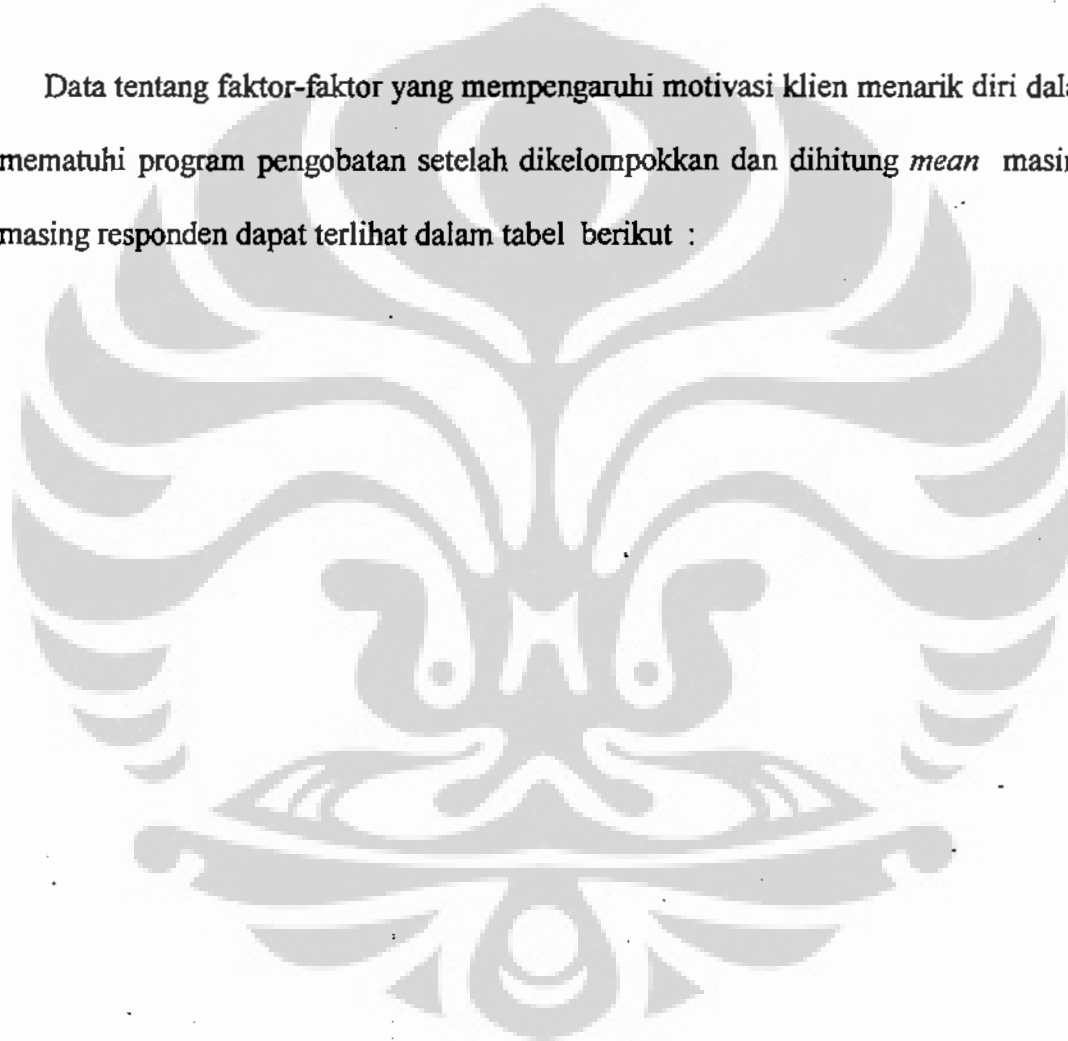 Data tentang faktor-faktor yang mempengaruhi motivasi klien menarik diri dala
mematuhi program pengobatan setelah dikelompokkan dan dihitung mean masin
masing responden dapat terlihat dalam tabel berikut :